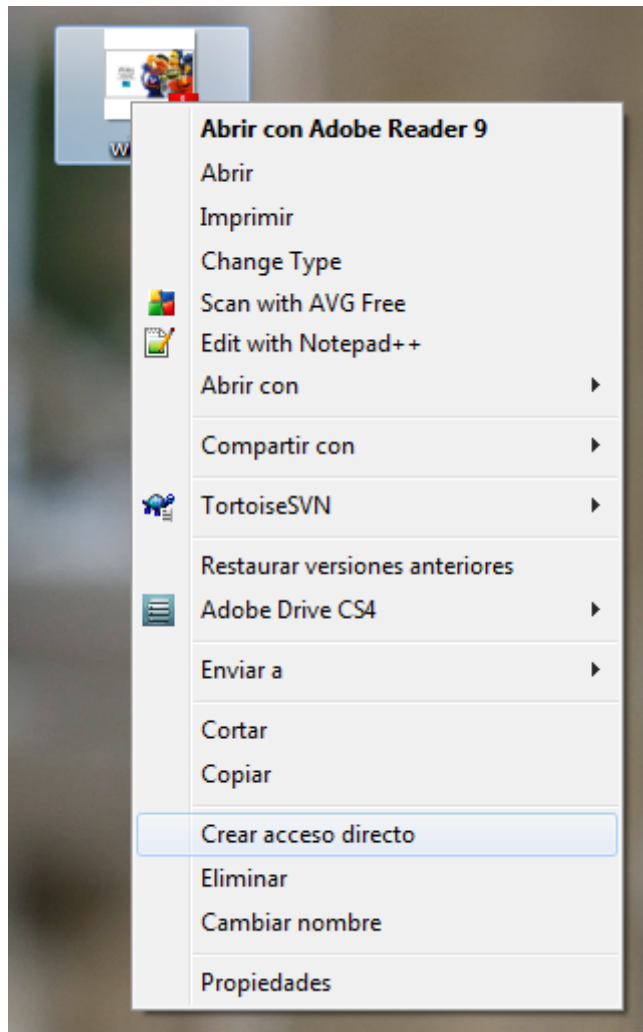 Abrir con Adobe Reader 9
Abrir
Imprimir
Change Type
Scan with AVG Free
Edit with Notepad++
Abrir con
Compartir con
TortoiseSVN
Restaurar versiones anteriores
Adobe Drive CS4
Enviar a
Cortar
Copiar
Crear acceso directo
Eliminar
Cambiar nombre
Propiedades